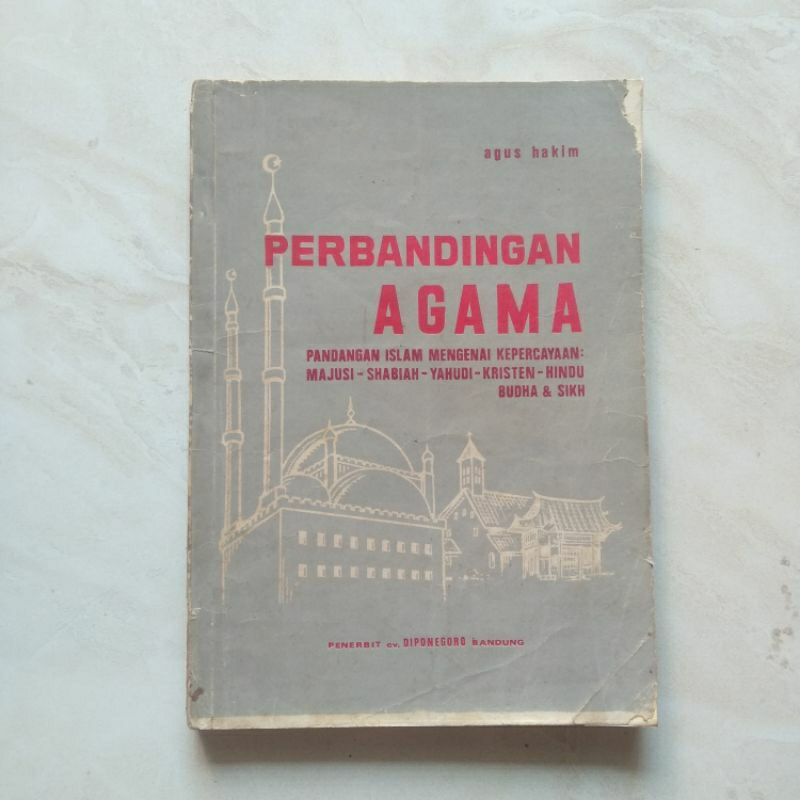 agus hakim
PERBANDINGAN
AGAMA
PANDANGAN ISLAM MENGENAI KEPERCAYAAN:
MAJUSI - SHABIAH - YAHUDI - KRISTEN - HINDU
BUDHA & SIKH
PENERBIT cv. DIPONEGORO BANDUNG